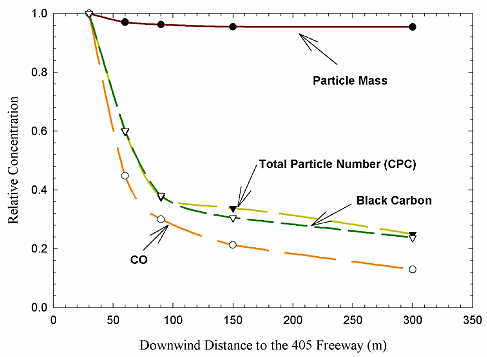 1.0
0.8
0.6
0.4
0.2
0.0
Relative Concentration
Particle Mass
Total Particle Number (CPC)
Black Carbon
CO
0 50 100 150 200 250 300 350
Downwind Distance to the 405 Freeway (m)